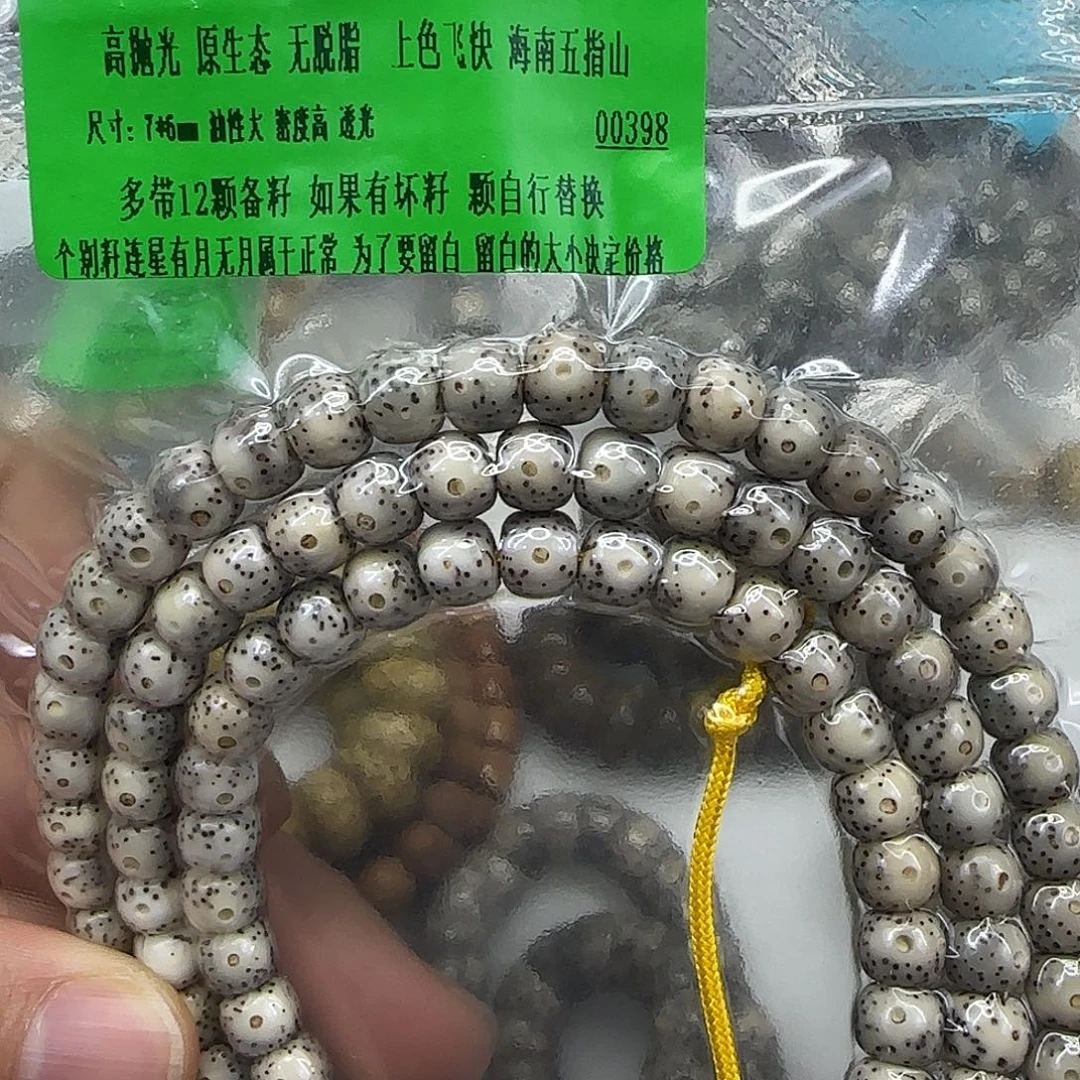 高抛光 原生态 无脱脂 上色飞快 海南五指山
尺寸：7*6mm 油性大 密度高 透光 00398
多带12颗备籽 如果有坏籽 颗自行替换
个别籽连星有月无月属于正常 为了要留白 留白的大小决定价格